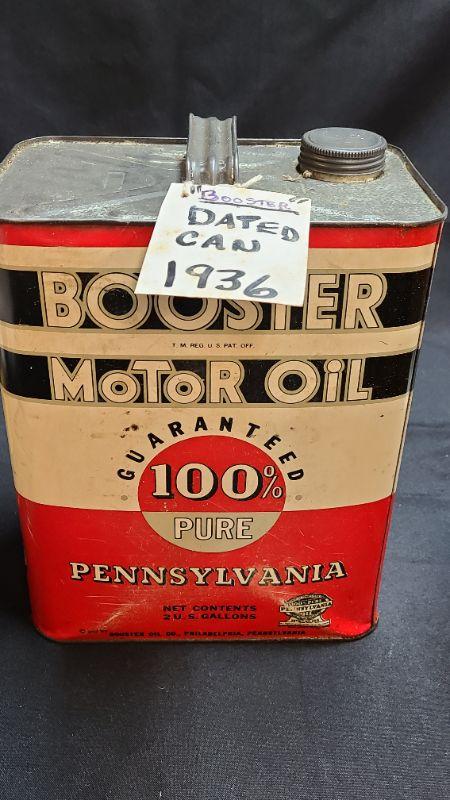 "BOOSTER"
DATED
CAN
1936
BOOSTER
T. M. REG. U. S. PAT. OFF.
MOTOR OIL
GUARANTEED
100%
PURE
PENNSYLVANIA
NET CONTENTS
2 U.S. GALLONS
PENNSYLVANIA
BOOSTER OIL CO., PHILADELPHIA, PENNSYLVANIA